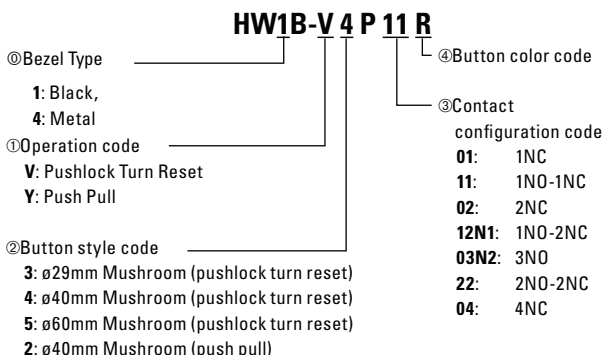 HW1B-V 4 P 11 R
⓪Bezel Type
1: Black,
4: Metal
①Operation code
V: Pushlock Turn Reset
Y: Push Pull
②Button style code
3: ø29mm Mushroom (pushlock turn reset)
4: ø40mm Mushroom (pushlock turn reset)
5: ø60mm Mushroom (pushlock turn reset)
2: ø40mm Mushroom (push pull)
④Button color code
③Contact
configuration code
01: 1NC
11: 1NO-1NC
02: 2NC
12N1: 1NO-2NC
03N2: 3NO
22: 2NO-2NC
04: 4NC